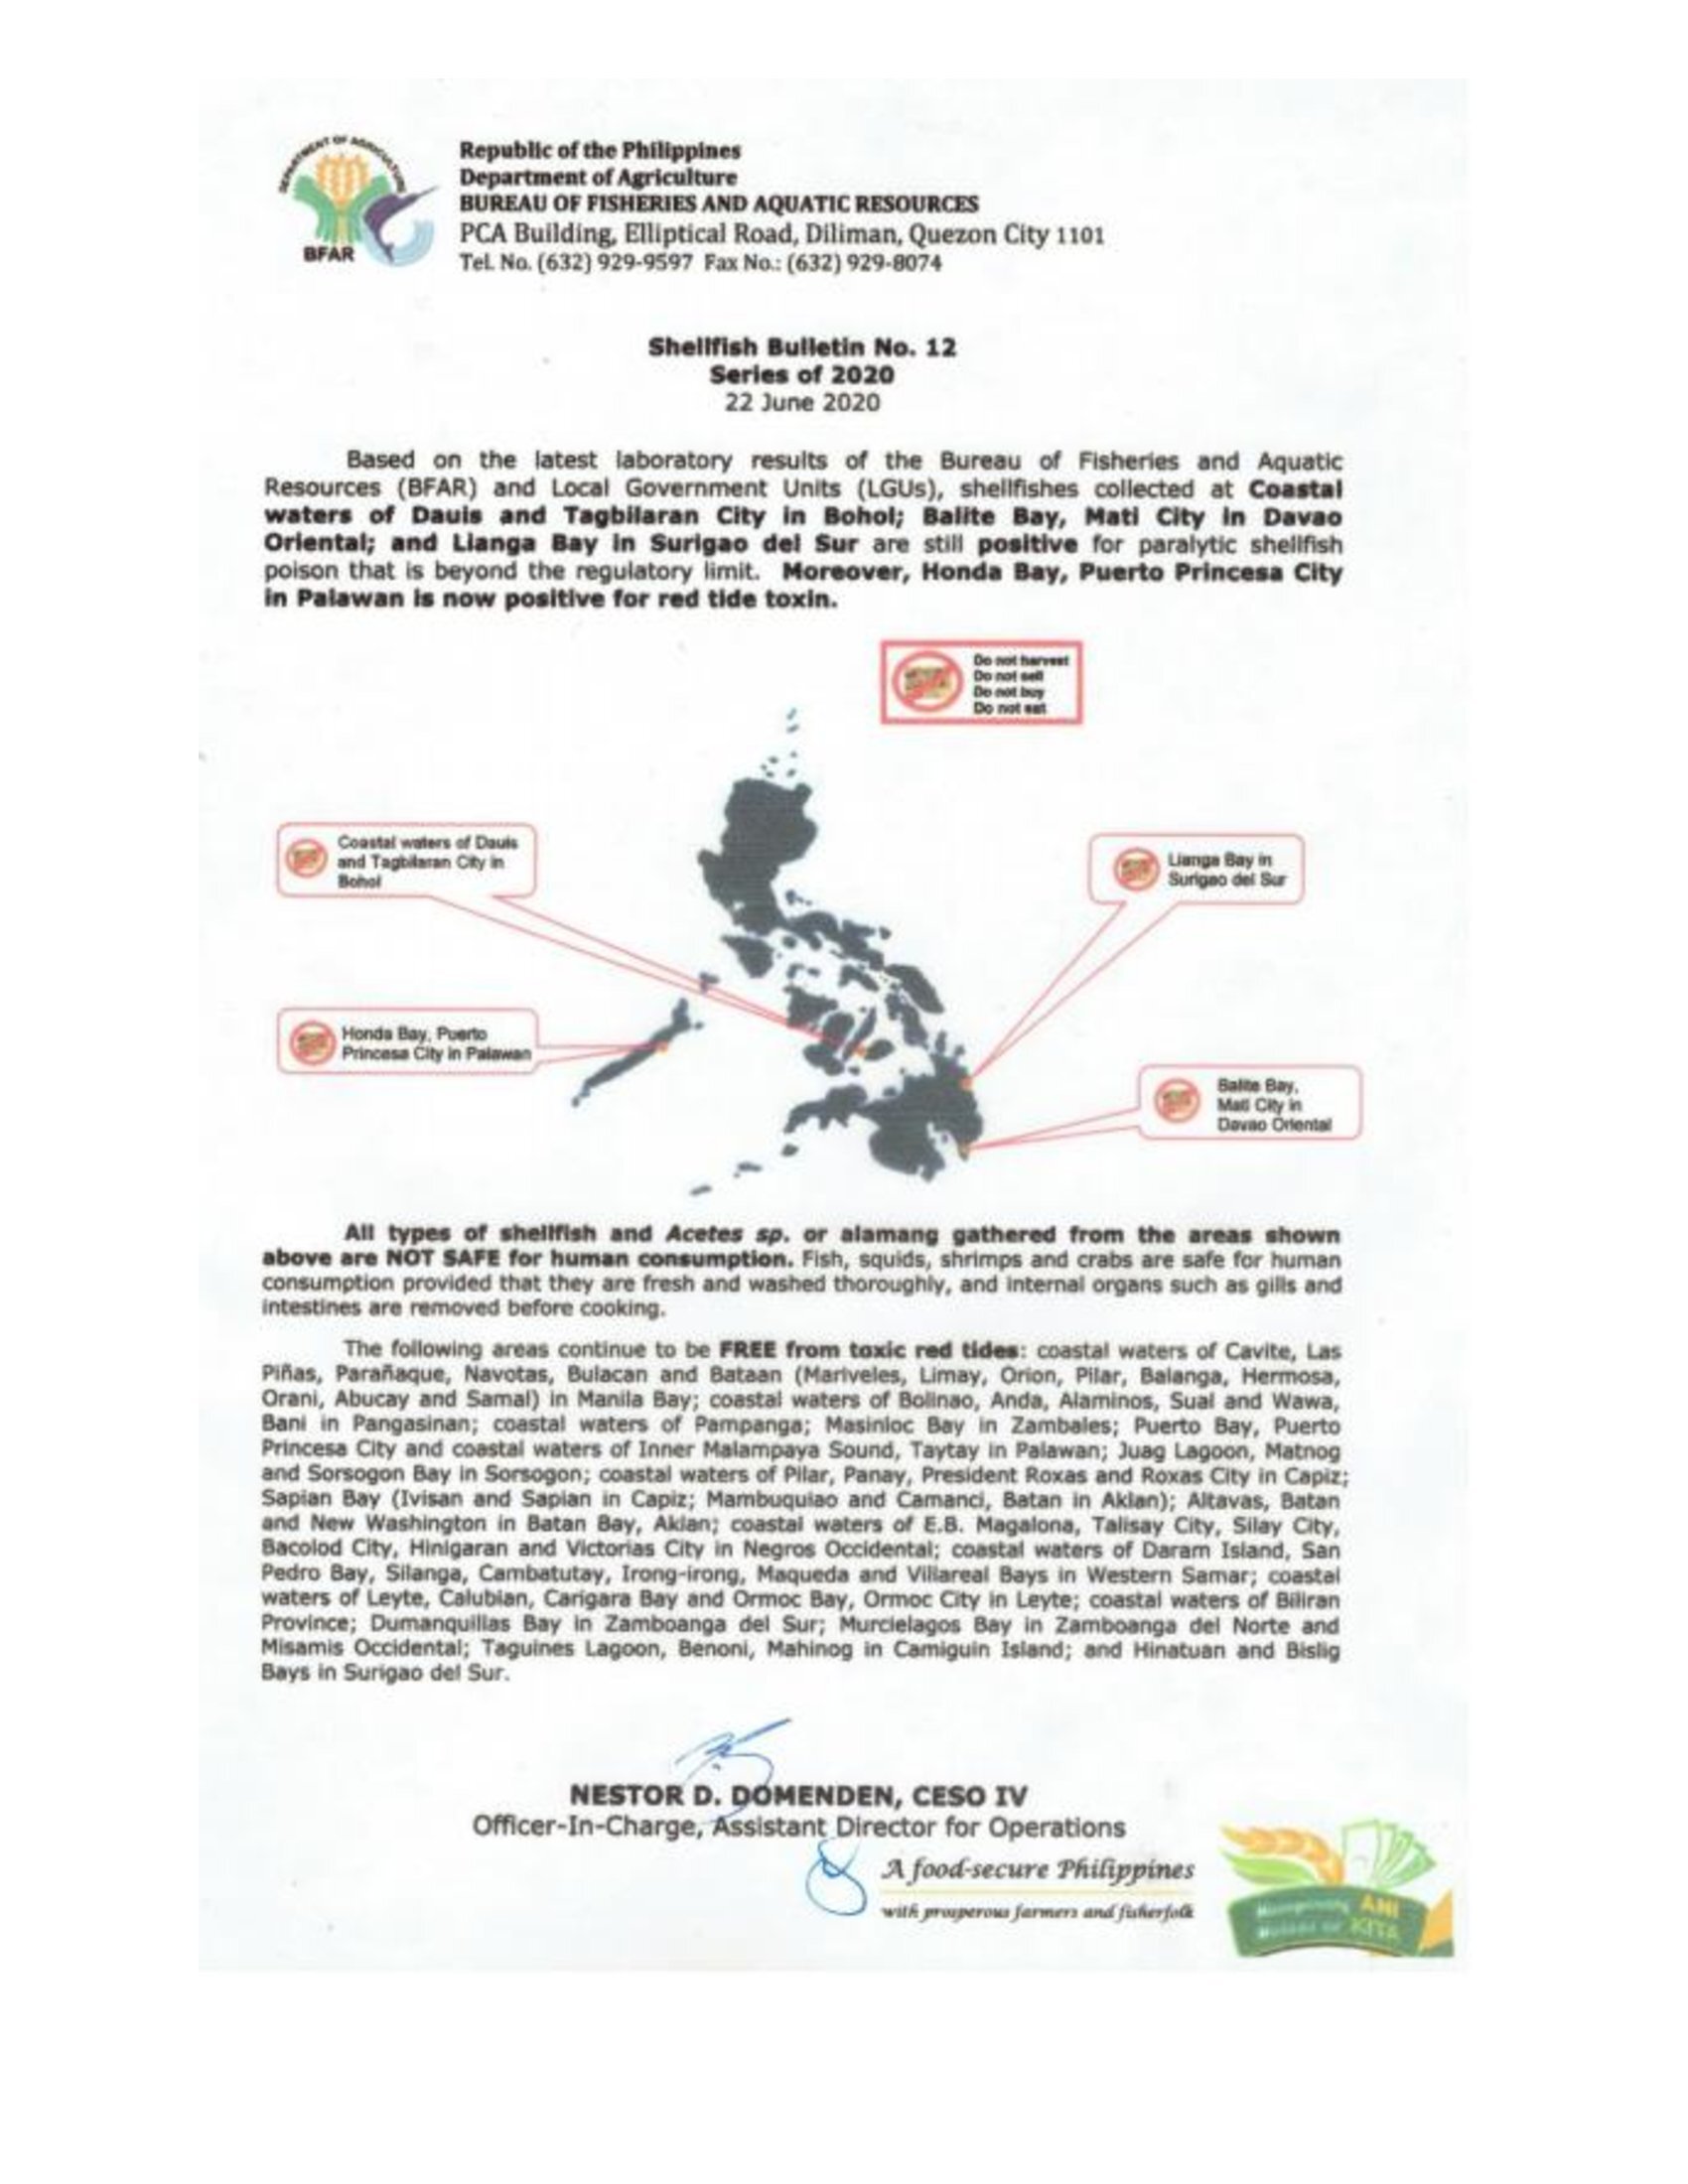 DEPARTMENT OF AGRICULTURE
BFAR
Republic of the Philippines
Department of Agriculture
BUREAU OF FISHERIES AND AQUATIC RESOURCES
PCA Building, Elliptical Road, Diliman, Quezon City 1101
Tel. No. (632) 929-9597 Fax No.: (632) 929-8074
Shellfish Bulletin No. 12
Series of 2020
22 June 2020
Based on the latest laboratory results of the Bureau of Fisheries and Aquatic
Resources (BFAR) and Local Government Units (LGUs), shellfishes collected at Coastal
waters of Dauis and Tagbilaran City in Bohol; Balite Bay, Mati City in Davao
Oriental; and Lianga Bay in Surigao del Sur are still positive for paralytic shellfish
poison that is beyond the regulatory limit. Moreover, Honda Bay, Puerto Princesa City
in Palawan is now positive for red tide toxin.
Do not harvest
Do not sell
Do not buy
Do not eat
Coastal waters of Dauis
and Tagbilaran City in
Bohol
Lianga Bay in
Surigao del Sur
Honda Bay, Puerto
Princesa City in Palawan
Balite Bay,
Mati City in
Davao Oriental
All types of shellfish and Acetes sp. or alamang gathered from the areas shown
above are NOT SAFE for human consumption. Fish, squids, shrimps and crabs are safe for human
consumption provided that they are fresh and washed thoroughly, and internal organs such as gills and
intestines are removed before cooking.
The following areas continue to be FREE from toxic red tides: coastal waters of Cavite, Las
Piñas, Parañaque, Navotas, Bulacan and Bataan (Mariveles, Limay, Orion, Pilar, Balanga, Hermosa,
Orani, Abucay and Samal) in Manila Bay; coastal waters of Bolinao, Anda, Alaminos, Sual and Wawa,
Bani in Pangasinan; coastal waters of Pampanga; Masinloc Bay in Zambales; Puerto Bay, Puerto
Princesa City and coastal waters of Inner Malampaya Sound, Taytay in Palawan; Juag Lagoon, Matnog
and Sorsogon Bay in Sorsogon; coastal waters of Pilar, Panay, President Roxas and Roxas City in Capiz;
Sapian Bay (Ivisan and Sapian in Capiz; Mambuquiao and Camanci, Batan in Aklan); Altavas, Batan
and New Washington in Batan Bay, Aklan; coastal waters of E.B. Magalona, Talisay City, Silay City,
Bacolod City, Hinigaran and Victorias City in Negros Occidental; coastal waters of Daram Island, San
Pedro Bay, Silanga, Cambatutay, Irong-irong, Maqueda and Villareal Bays in Western Samar; coastal
waters of Leyte, Calubian, Carigara Bay and Ormoc Bay, Ormoc City in Leyte; coastal waters of Biliran
Province; Dumanquillas Bay in Zamboanga del Sur; Murcielagos Bay in Zamboanga del Norte and
Misamis Occidental; Taguines Lagoon, Benoni, Mahinog in Camiguin Island; and Hinatuan and Bislig
Bays in Surigao del Sur.
NESTOR D. DOMENDEN, CESO IV
Officer-In-Charge, Assistant Director for Operations
A food-secure Philippines
with prosperous farmers and fisherfolk
ANI
KITA